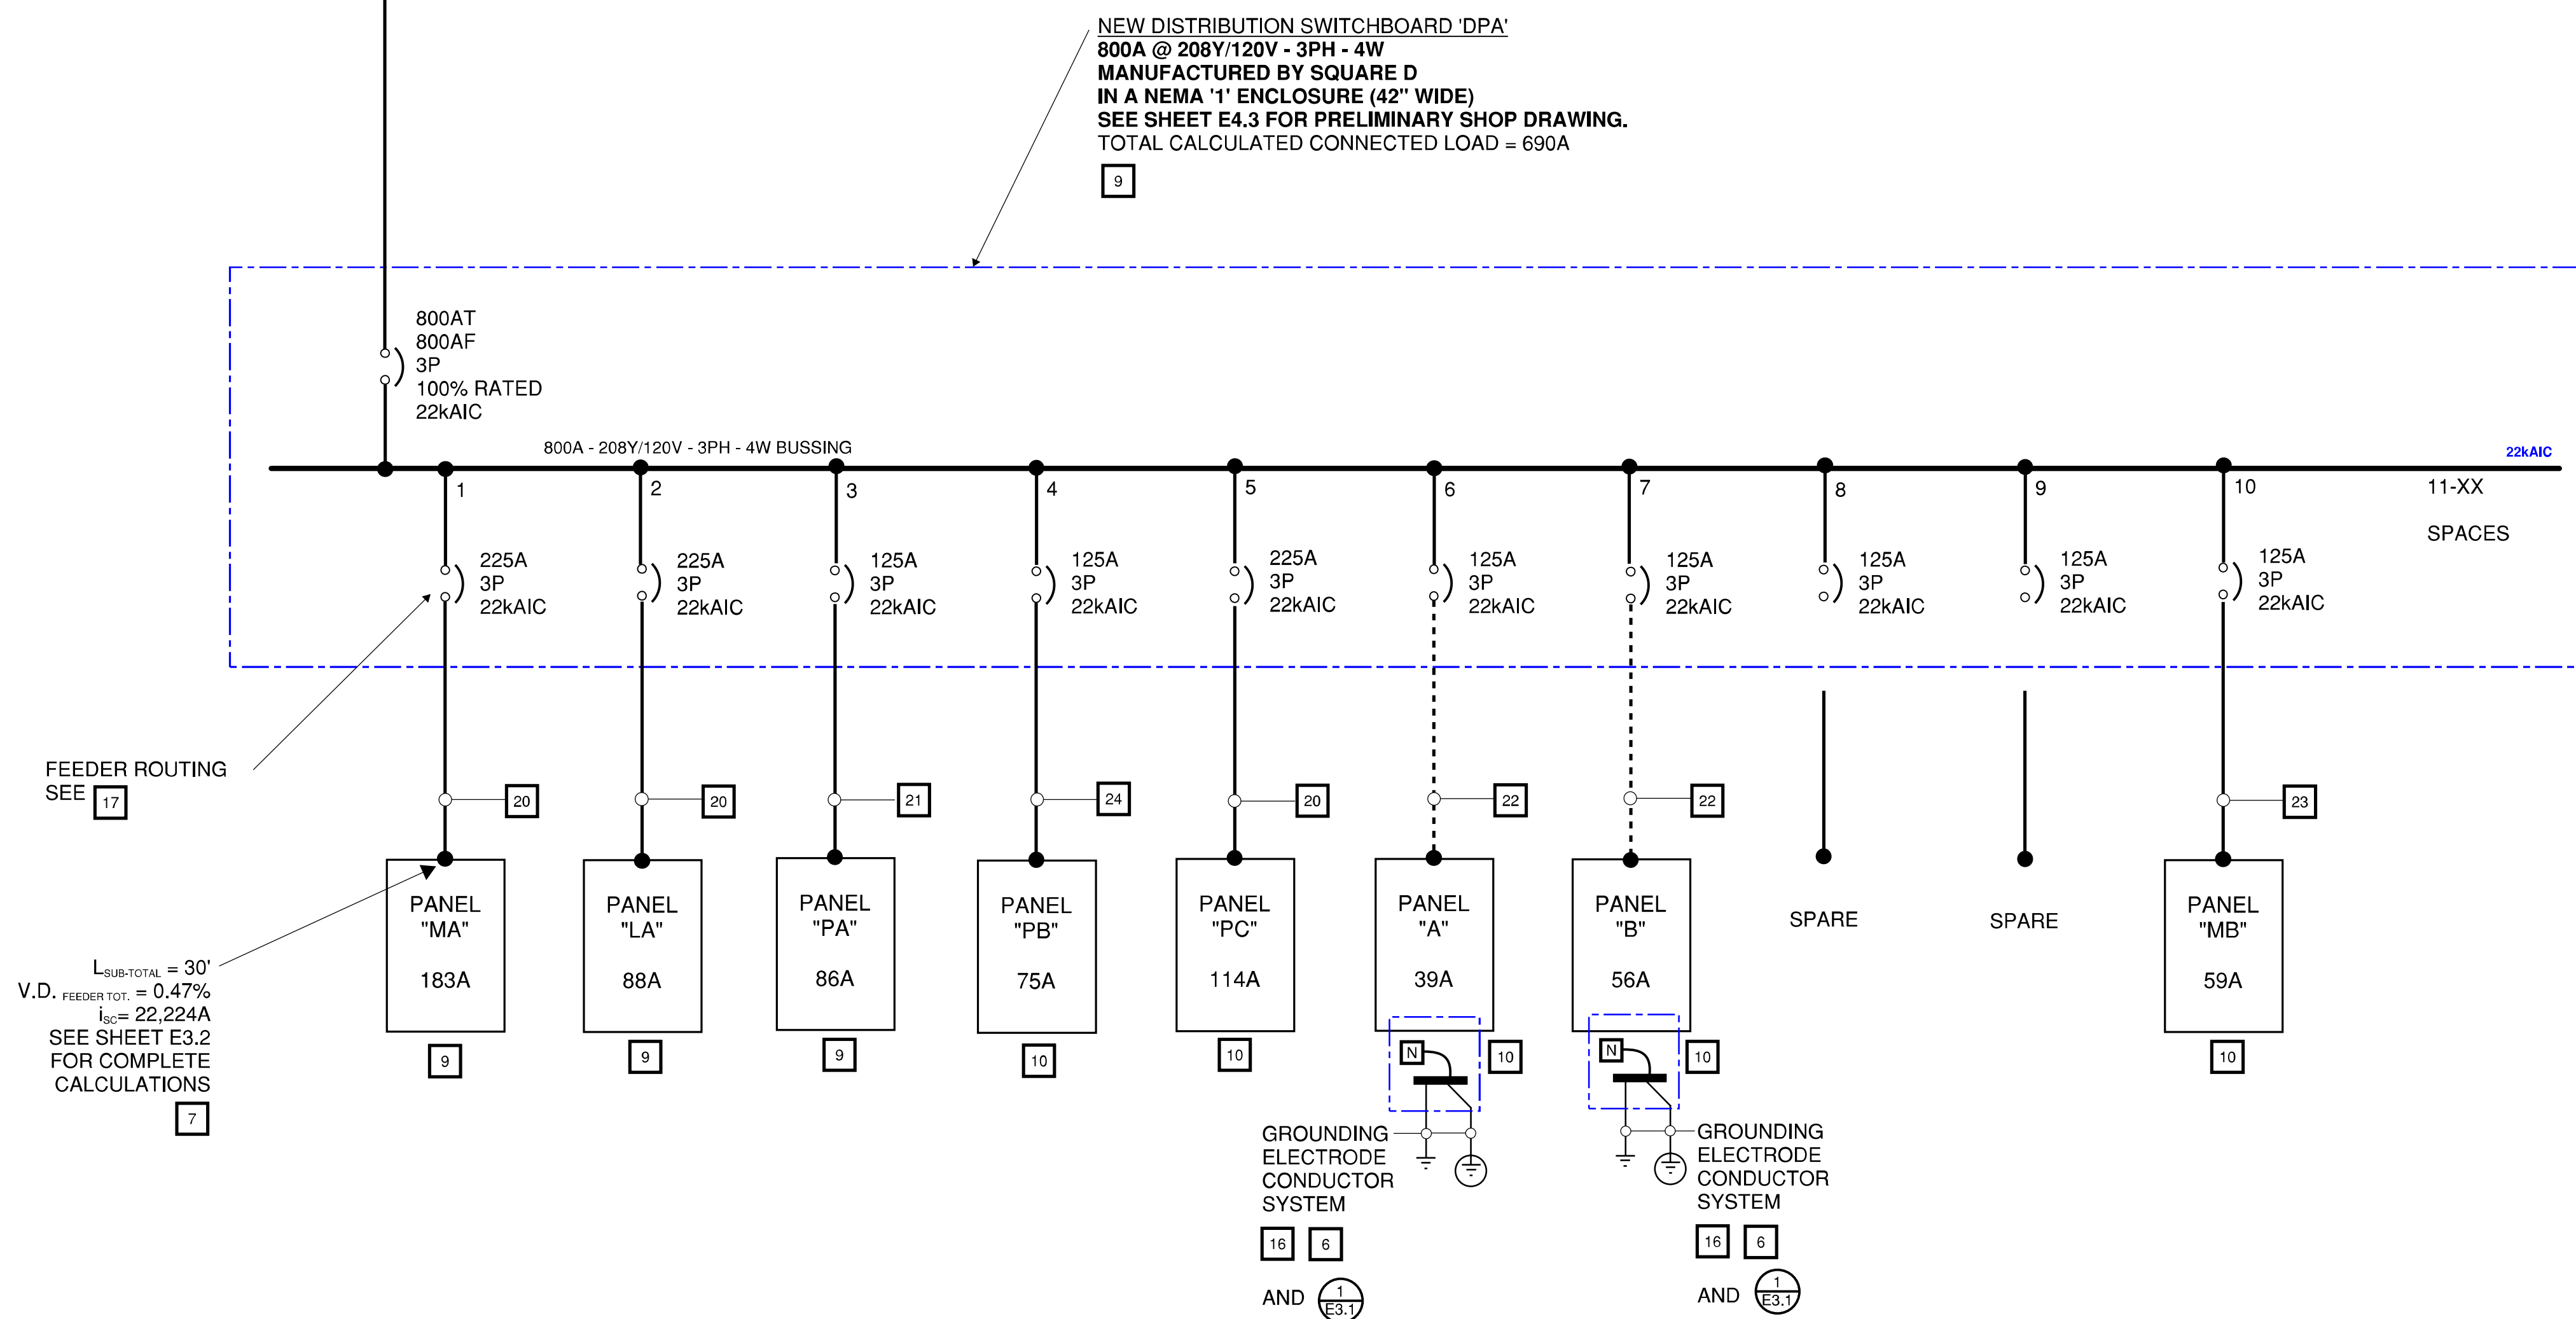 NEW DISTRIBUTION SWITCHBOARD 'DPA'
800A @ 208Y/120V - 3PH - 4W
MANUFACTURED BY SQUARE D
IN A NEMA '1' ENCLOSURE (42" WIDE)
SEE SHEET E4.3 FOR PRELIMINARY SHOP DRAWING.
TOTAL CALCULATED CONNECTED LOAD = 690A
9
800AT
800AF
3P
100% RATED
22kAIC
800A - 208Y/120V - 3PH - 4W BUSSING
22kAIC
1
2
3
4
5
6
7
8
9
10
11-XX
SPACES
225A
3P
22kAIC
225A
3P
22kAIC
125A
3P
22kAIC
125A
3P
22kAIC
225A
3P
22kAIC
125A
3P
22kAIC
125A
3P
22kAIC
125A
3P
22kAIC
125A
3P
22kAIC
125A
3P
22kAIC
FEEDER ROUTING
SEE 17
20
20
21
24
20
22
22
23
PANEL
"MA"
183A
9
PANEL
"LA"
88A
9
PANEL
"PA"
86A
9
PANEL
"PB"
75A
10
PANEL
"PC"
114A
10
PANEL
"A"
39A
N
10
PANEL
"B"
56A
N
10
SPARE
SPARE
PANEL
"MB"
59A
10
LSUB-TOTAL = 30'
V.D. FEEDER TOT. = 0.47%
iSC= 22,224A
SEE SHEET E3.2
FOR COMPLETE
CALCULATIONS
7
GROUNDING
ELECTRODE
CONDUCTOR
SYSTEM
16 6
AND 1
E3.1
GROUNDING
ELECTRODE
CONDUCTOR
SYSTEM
16 6
AND 1
E3.1